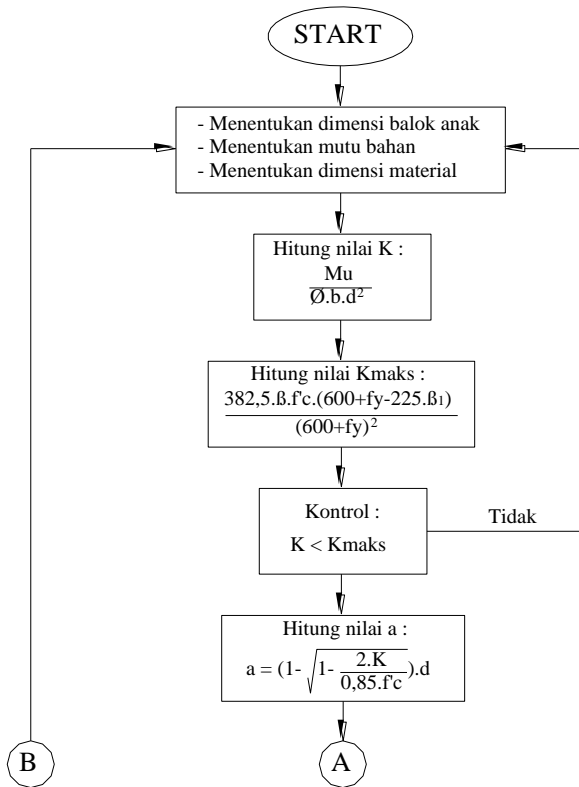 START
- Menentukan dimensi balok anak
- Menentukan mutu bahan
- Menentukan dimensi material
Hitung nilai K :
Mu
Ø.b.d²
Hitung nilai Kmaks :
382,5.ß.f'c.(600+fy-225.ß₁)
(600+fy)²
Kontrol :
K < Kmaks
Tidak
Hitung nilai a :
a = (1- √1- 2.K
0,85.f'c ).d
B
A